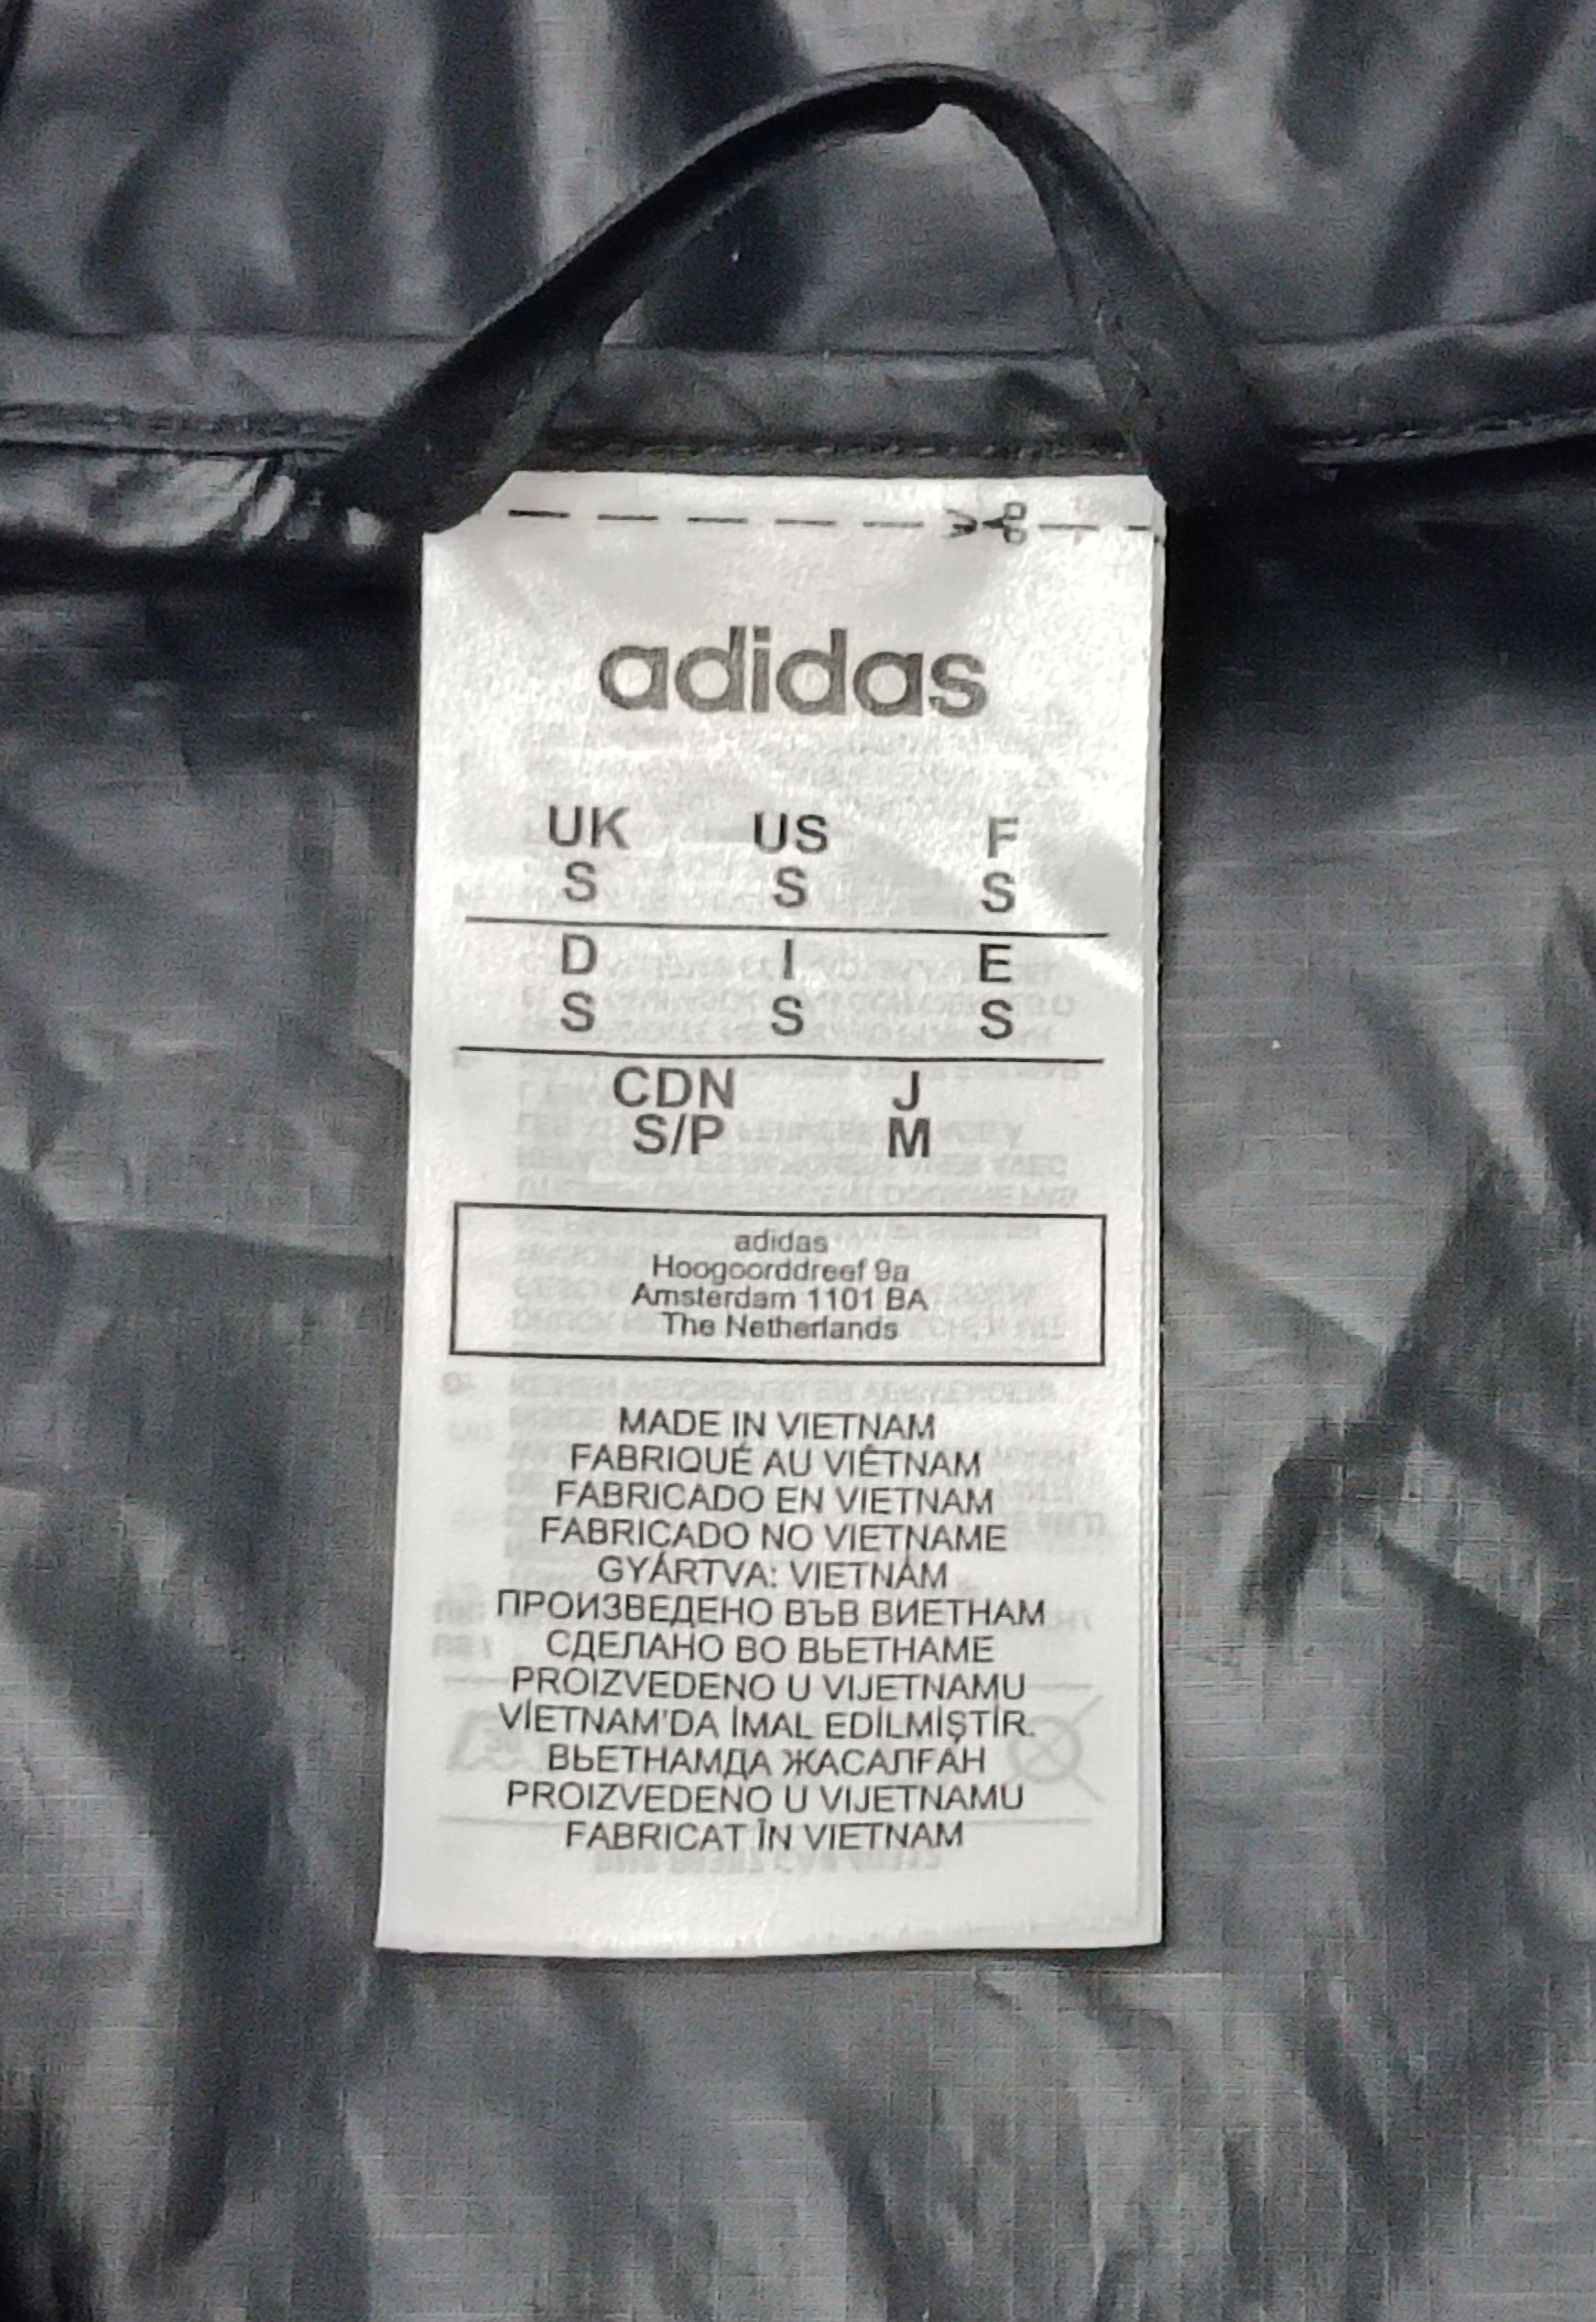 adidas
UK US F
S S S
D I E
S S S
CDN J
S/P M
adidas
Hoogoorddreef 9a
Amsterdam 1101 BA
The Netherlands
MADE IN VIETNAM
FABRIQUÉ AU VIÊTNAM
FABRICADO EN VIETNAM
FABRICADO NO VIETNAME
GYÁRTVA: VIETNÁM
ПРОИЗВЕДЕНО ВЪВ ВИЕТНАМ
СДЕЛАНО ВО ВЬЕТНАМЕ
PROIZVEDENO U VIJETNAMU
VİETNAM'DA İMAL EDİLMİŞTİR.
ВЬЕТНАМДА ЖАСАЛҒАН
PROIZVEDENO U VIJETNAMU
FABRICAT ÎN VIETNAM